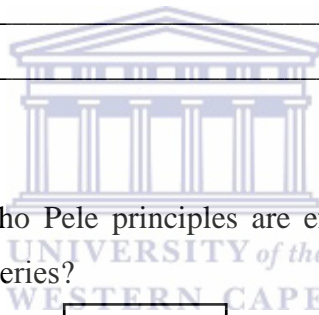 ho Pele principles are e
UNIVERSITY of the
eries?
WESTERN CAPE